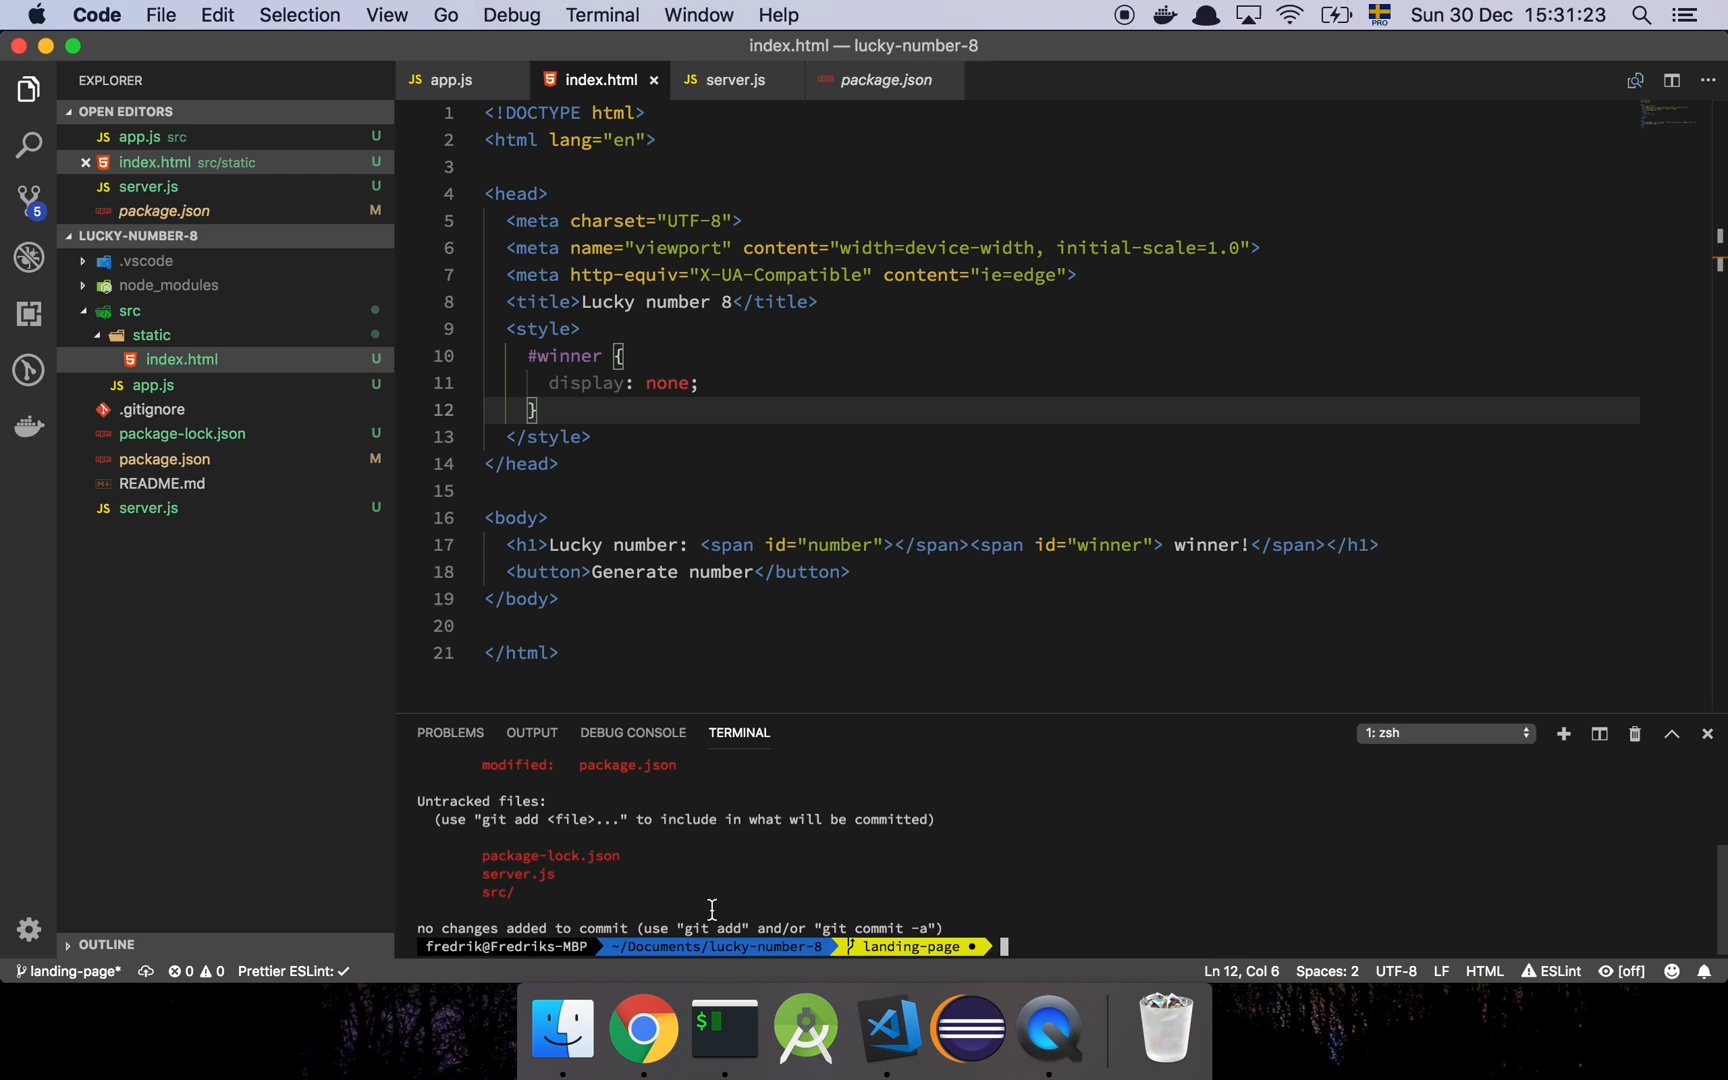 Code File Edit Selection View Go Debug Terminal Window Help PRO Sun 30 Dec 15:31:23
index.html — lucky-number-8
EXPLORER
OPEN EDITORS
JS app.js src U
index.html src/static U
JS server.js U
package.json M
LUCKY-NUMBER-8
.vscode
node_modules
src
static
index.html U
JS app.js U
.gitignore
package-lock.json U
package.json M
README.md
JS server.js U
OUTLINE
5
JS app.js index.html JS server.js package.json
1 <!DOCTYPE html>
2 <html lang="en">
3
4 <head>
5 <meta charset="UTF-8">
6 <meta name="viewport" content="width=device-width, initial-scale=1.0">
7 <meta http-equiv="X-UA-Compatible" content="ie=edge">
8 <title>Lucky number 8</title>
9 <style>
10 #winner {
11 display: none;
12 }
13 </style>
14 </head>
15
16 <body>
17 <h1>Lucky number: <span id="number"></span><span id="winner"> winner!</span></h1>
18 <button>Generate number</button>
19 </body>
20
21 </html>
PROBLEMS OUTPUT DEBUG CONSOLE TERMINAL 1: zsh
modified: package.json
Untracked files:
(use "git add <file>..." to include in what will be committed)
package-lock.json
server.js
src/
no changes added to commit (use "git add" and/or "git commit -a")
fredrik@Fredriks-MBP ~/Documents/lucky-number-8 landing-page ●
landing-page* 0 0 Prettier ESLint: ✓ Ln 12, Col 6 Spaces: 2 UTF-8 LF HTML ESLint [off]
$